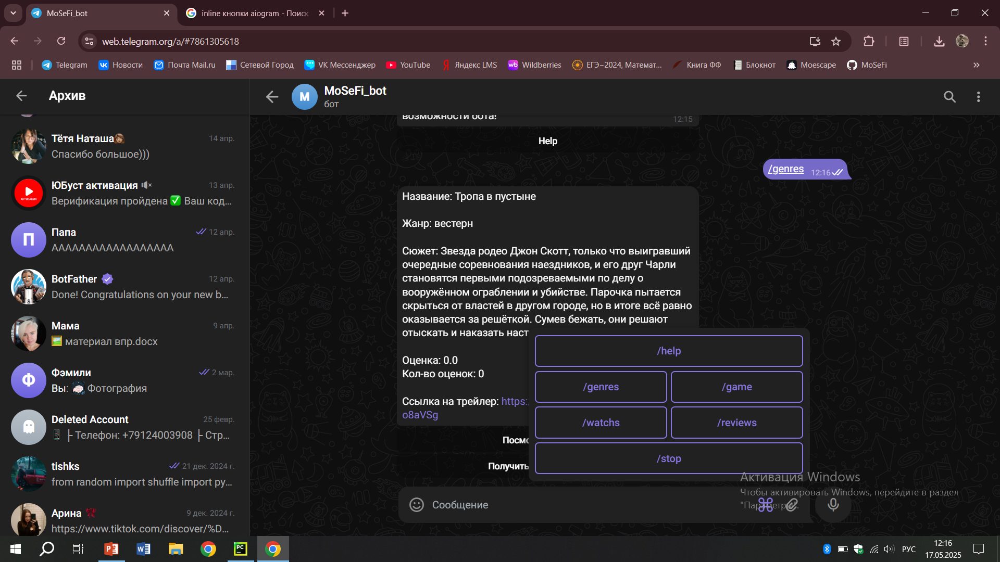 MoSeFi_bot
inline кнопки aiogram - Поиск
web.telegram.org/a/#7861305618
Telegram
Новости
Почта Mail.ru
Сетевой Город
VK Мессенджер
YouTube
Яндекс LMS
Wildberries
ЕГЭ–2024, Математ...
Книга ФФ
Блокнот
Moescape
MoSeFi
Архив
Тётя Наташа
14 апр.
Спасибо большое)))
ЮБуст активация
13 апр.
Верификация пройдена ✅ Ваш код...
АКТИВАЦИЯ
П
Папа
12 апр.
АААААААААААААААААА
BotFather
12 апр.
Done! Congratulations on your new b...
Мама
9 апр.
материал впр.docx
Ф
Фэмили
2 мар.
Вы: Фотография
Deleted Account
25 февр.
├ Телефон: +79124003908 ├ Стр...
tishks
21 дек. 2024 г.
from random import shuffle import py...
Арина
9 дек. 2024 г.
https://www.tiktok.com/discover/%D...
M
MoSeFi_bot
бот
возможности бота!
12:15
Help
/genres
12:16
Название: Тропа в пустыне
Жанр: вестерн
Сюжет: Звезда родео Джон Скотт, только что выигравший
очередные соревнования наездников, и его друг Чарли
становятся первыми подозреваемыми по делу о
вооружённом ограблении и убийстве. Парочка пытается
скрыться от властей в другом городе, но в итоге всё равно
оказывается за решёткой. Сумев бежать, они решают
отыскать и наказать наст
Оценка: 0.0
Кол-во оценок: 0
Ссылка на трейлер: https:
o8aVSg
Посмо
Получить
/help
/genres
/game
/watchs
/reviews
/stop
Сообщение
Активация Windows
Чтобы активировать Windows, перейдите в раздел
"Параметры".
РУС
12:16
17.05.2025